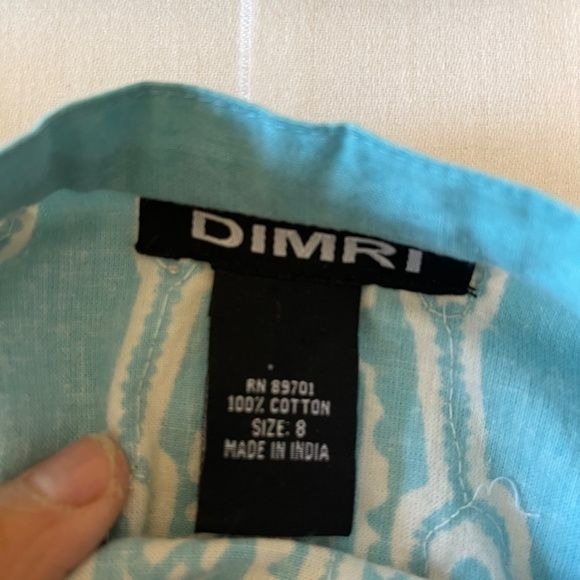 DIMRI
RN 89701
100% COTTON
SIZE: 8
MADE IN INDIA